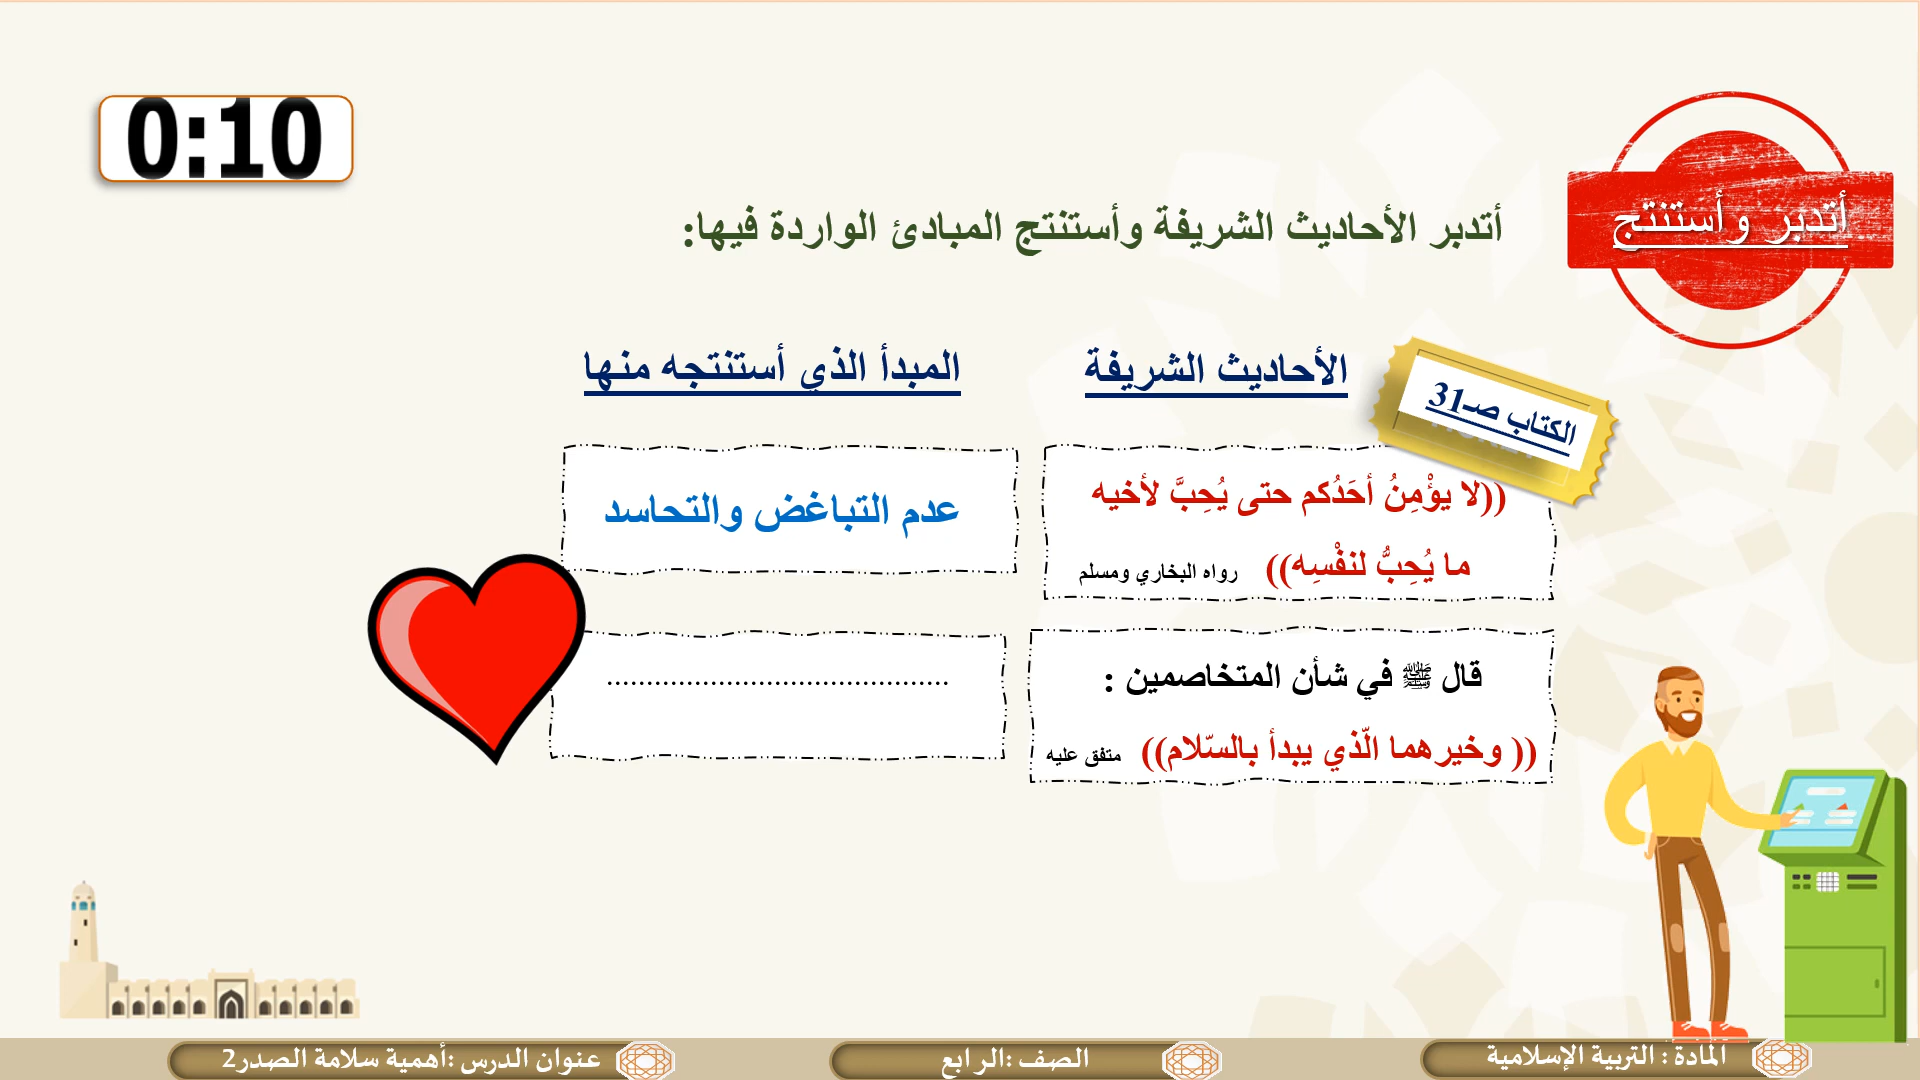 0:10
أتدبر وأستنتج
أتدبر الأحاديث الشريفة وأستنتج المبادئ الواردة فيها:
الأحاديث الشريفة
المبدأ الذي أستنتجه منها
الكتاب صـ31
((لا يؤْمِنُ أحَدُكم حتى يُحِبَّ لأخيه
ما يُحِبُّ لنفْسِه)) رواه البخاري ومسلم
عدم التباغض والتحاسد
قال ﷺ في شأن المتخاصمين :
(( وخيرهما الّذي يبدأ بالسّلام)) متفق عليه
...........................................
المادة : التربية الإسلامية
الصف :الرابع
عنوان الدرس :أهمية سلامة الصدر2